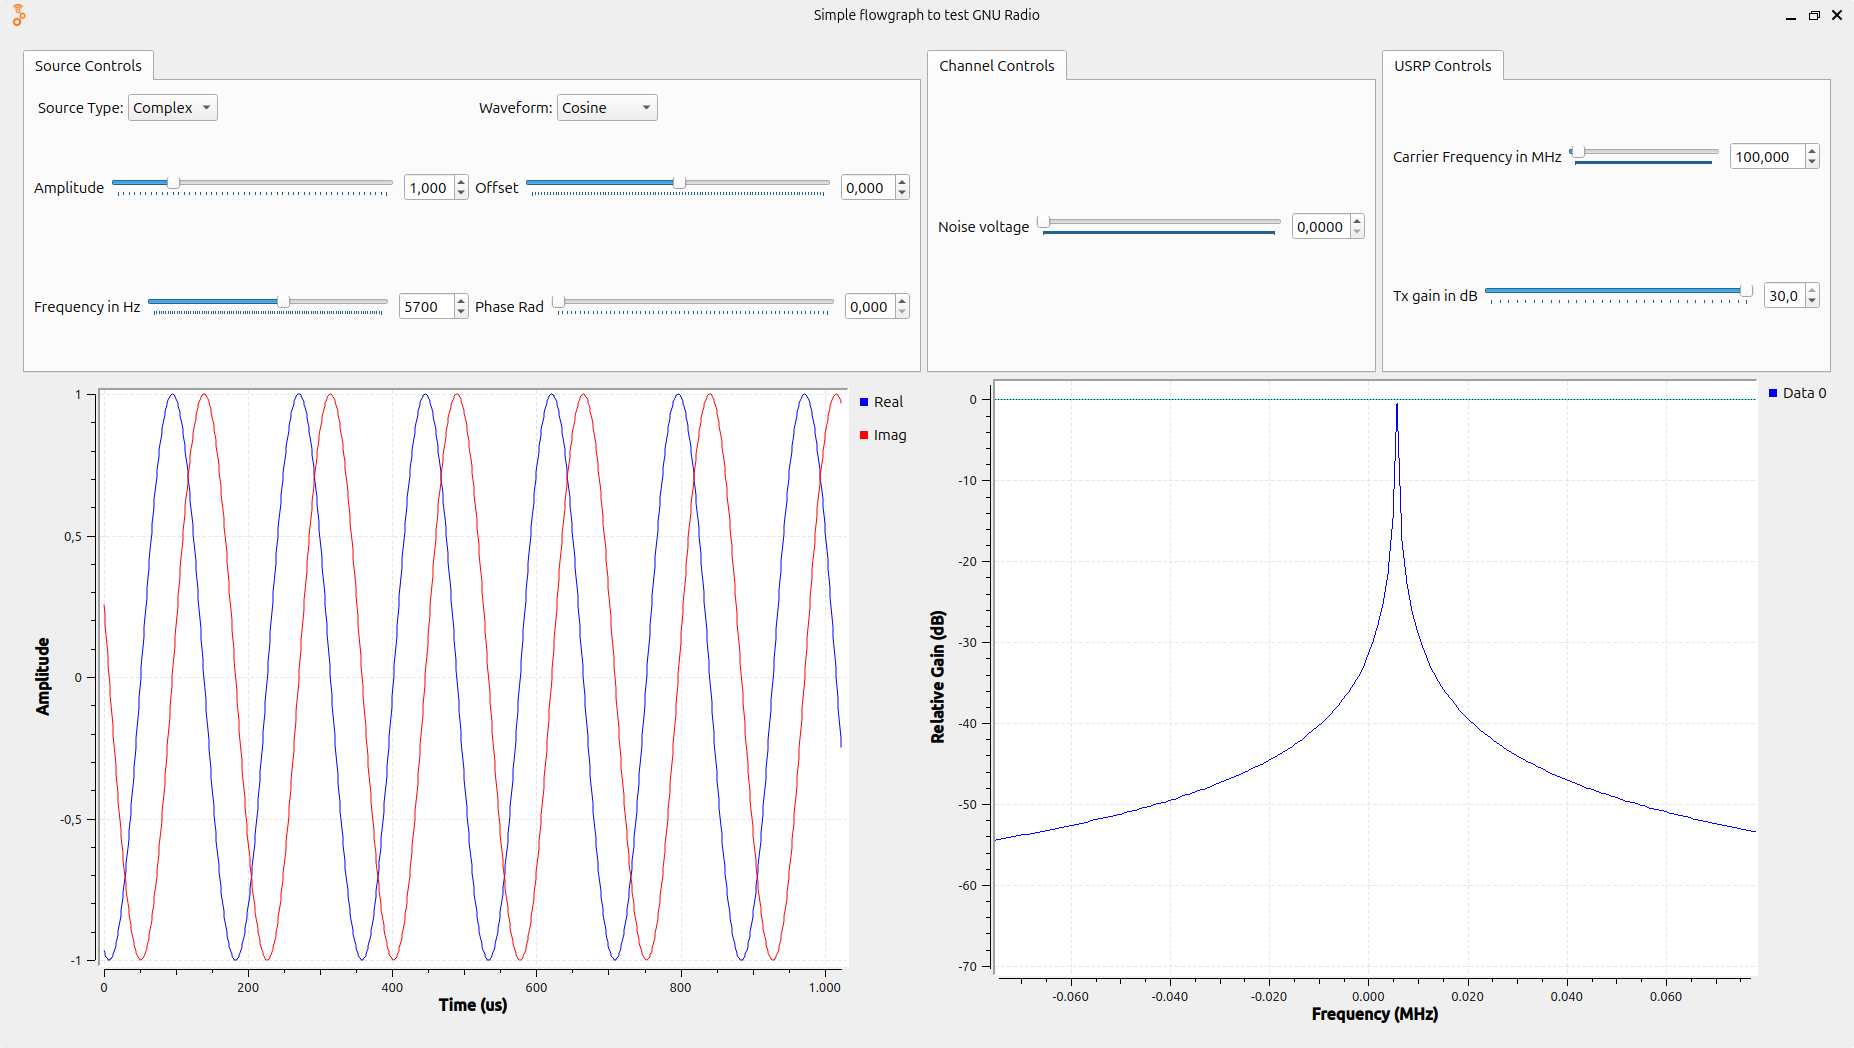 Simple flowgraph to test GNU Radio
Source Controls
Source Type: Complex
Waveform: Cosine
Amplitude 1,000
Offset 0,000
Frequency in Hz 5700
Phase Rad 0,000
Channel Controls
Noise voltage 0,0000
USRP Controls
Carrier Frequency in MHz 100,000
Tx gain in dB 30,0
1
0,5
0
-0,5
-1
Amplitude
0 200 400 600 800 1.000
Time (us)
Real
Imag
0
-10
-20
-30
-40
-50
-60
-70
Relative Gain (dB)
-0.060 -0.040 -0.020 0.000 0.020 0.040 0.060
Frequency (MHz)
Data 0